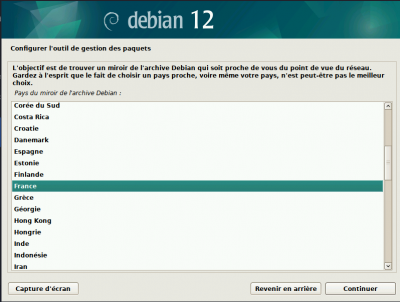 debian 12
Configurer l'outil de gestion des paquets
L'objectif est de trouver un miroir de l'archive Debian qui soit proche de vous du point de vue du réseau.
Gardez à l'esprit que le fait de choisir un pays proche, voire même votre pays, n'est peut-être pas le meilleur
choix.
Pays du miroir de l'archive Debian :
Corée du Sud
Costa Rica
Croatie
Danemark
Espagne
Estonie
Finlande
France
Grèce
Géorgie
Hong Kong
Hongrie
Inde
Indonésie
Iran
Capture d'écran
Revenir en arrière
Continuer